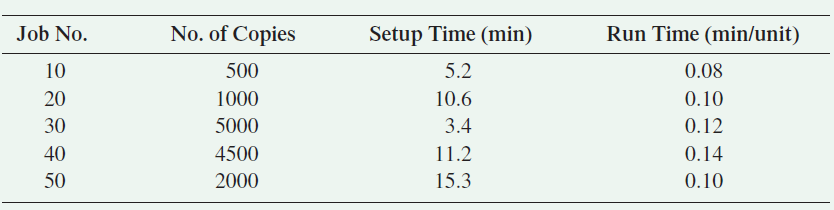 Job No. No. of Copies Setup Time (min) Run Time (min/unit)
10 500 5.2 0.08
20 1000 10.6 0.10
30 5000 3.4 0.12
40 4500 11.2 0.14
50 2000 15.3 0.10